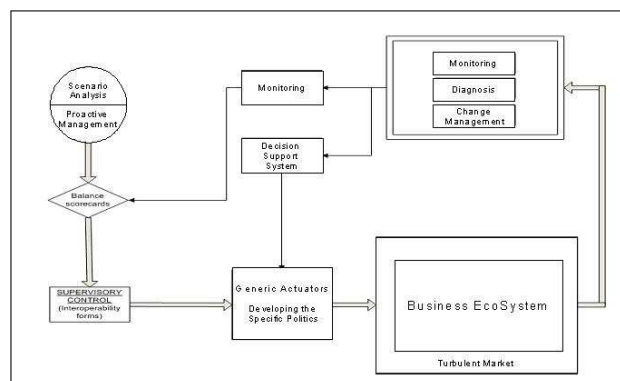 Scenario
Analysis
Proactive
Management
Monitoring
Monitoring
Diagnosis
Change
Management
Decision
Support
System
Balance
scorecards
SUPERVISORY
CONTROL
(Interoperability
forms)
Generic Actuators
Developing the
Specific Politics
Business EcoSystem
Turbulent Market